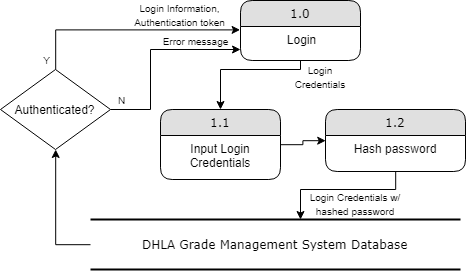 Login Information,
Authentication token
1.0
Login
Error message
Y
Authenticated?
N
Login
Credentials
1.1
Input Login
Credentials
1.2
Hash password
Login Credentials w/
hashed password
DHLA Grade Management System Database